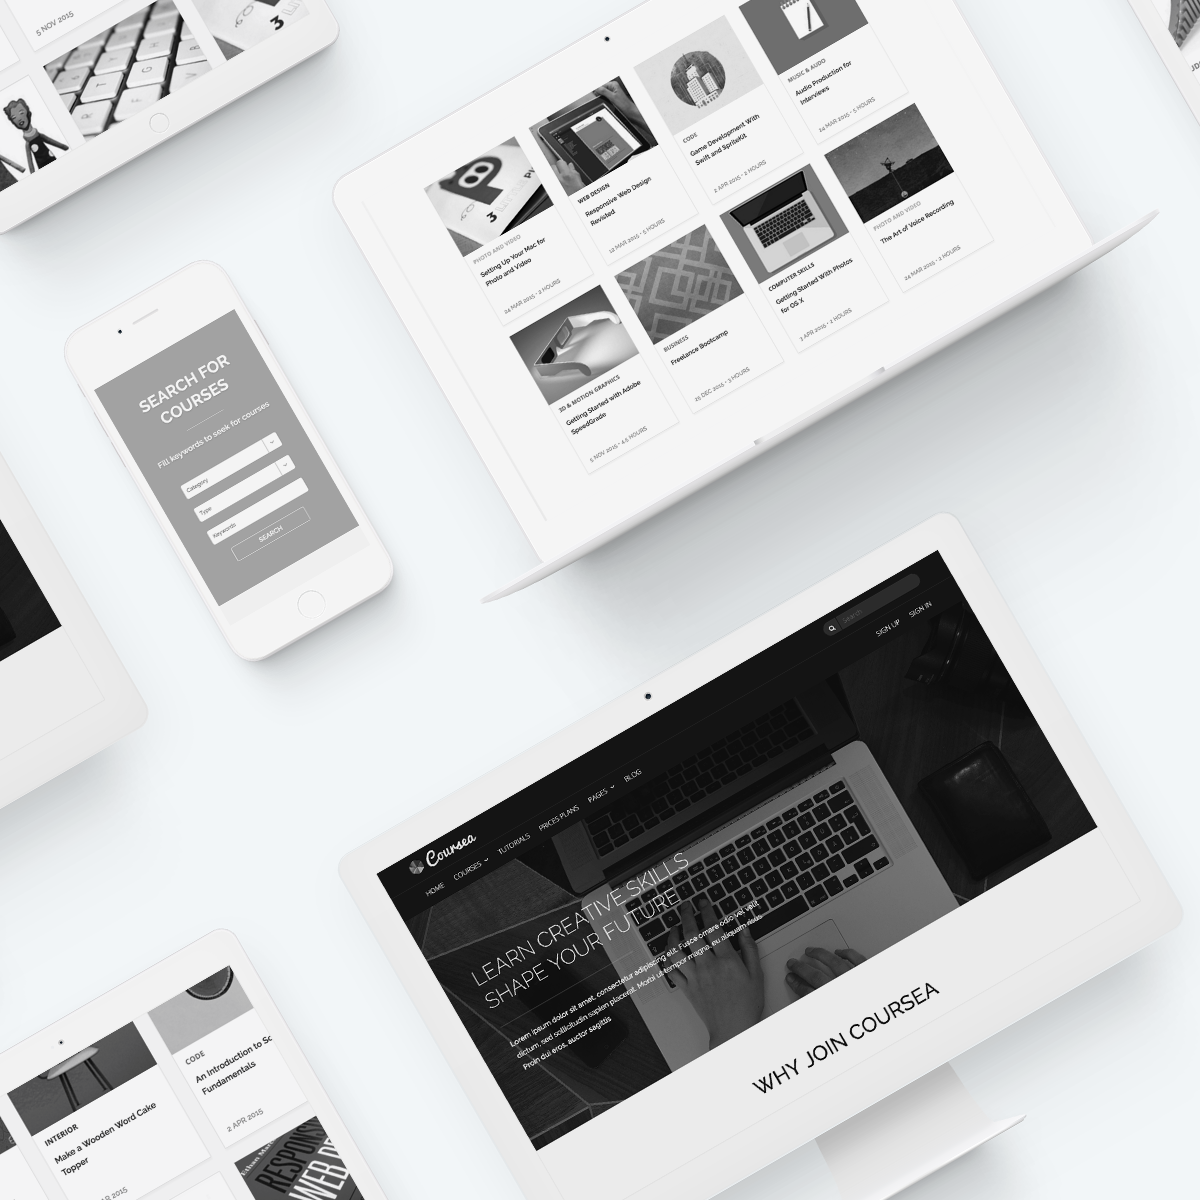 5 NOV 2015
3
SEARCH FOR
COURSES
Fill keywords to seek for courses
Category
Type
Keywords
SEARCH
3
PHOTO AND VIDEO
Setting Up Your Mac for
Photo and Video
24 MAR 2015 • 2 HOURS
WEB DESIGN
Responsive Web Design
Revisited
12 MAR 2015 • 5 HOURS
CODE
Game Development With
Swift and SpriteKit
2 APR 2015 • 2 HOURS
MUSIC & AUDIO
Audio Production for
Interviews
24 MAR 2015 • 5 HOURS
3D & MOTION GRAPHICS
Getting Started with Adobe
SpeedGrade
5 NOV 2015 • 4.5 HOURS
BUSINESS
Freelance Bootcamp
25 DEC 2015 • 3 HOURS
COMPUTER SKILLS
Getting Started With Photos
for OS X
3 APR 2015 • 2 HOURS
PHOTO AND VIDEO
The Art of Voice Recording
24 MAR 2015 • 2 HOURS
Search
SIGN UP SIGN IN
Coursea
HOME COURSES TUTORIALS PRICES PLANS PAGES BLOG
LEARN CREATIVE SKILLS
SHAPE YOUR FUTURE
Lorem ipsum dolor sit amet, consectetur adipiscing elit. Fusce ornare odio vel velit
dictum, sed sollicitudin sapien placerat. Morbi ut tempor magna, eu aliquam risus.
Proin dui eros, auctor sagittis
WHY JOIN COURSEA
INTERIOR
Make a Wooden Word Cake
Topper
2015
CODE
An Introduction to Sc
Fundamentals
2 APR 2015
Ethan
RESPONS
WEB D